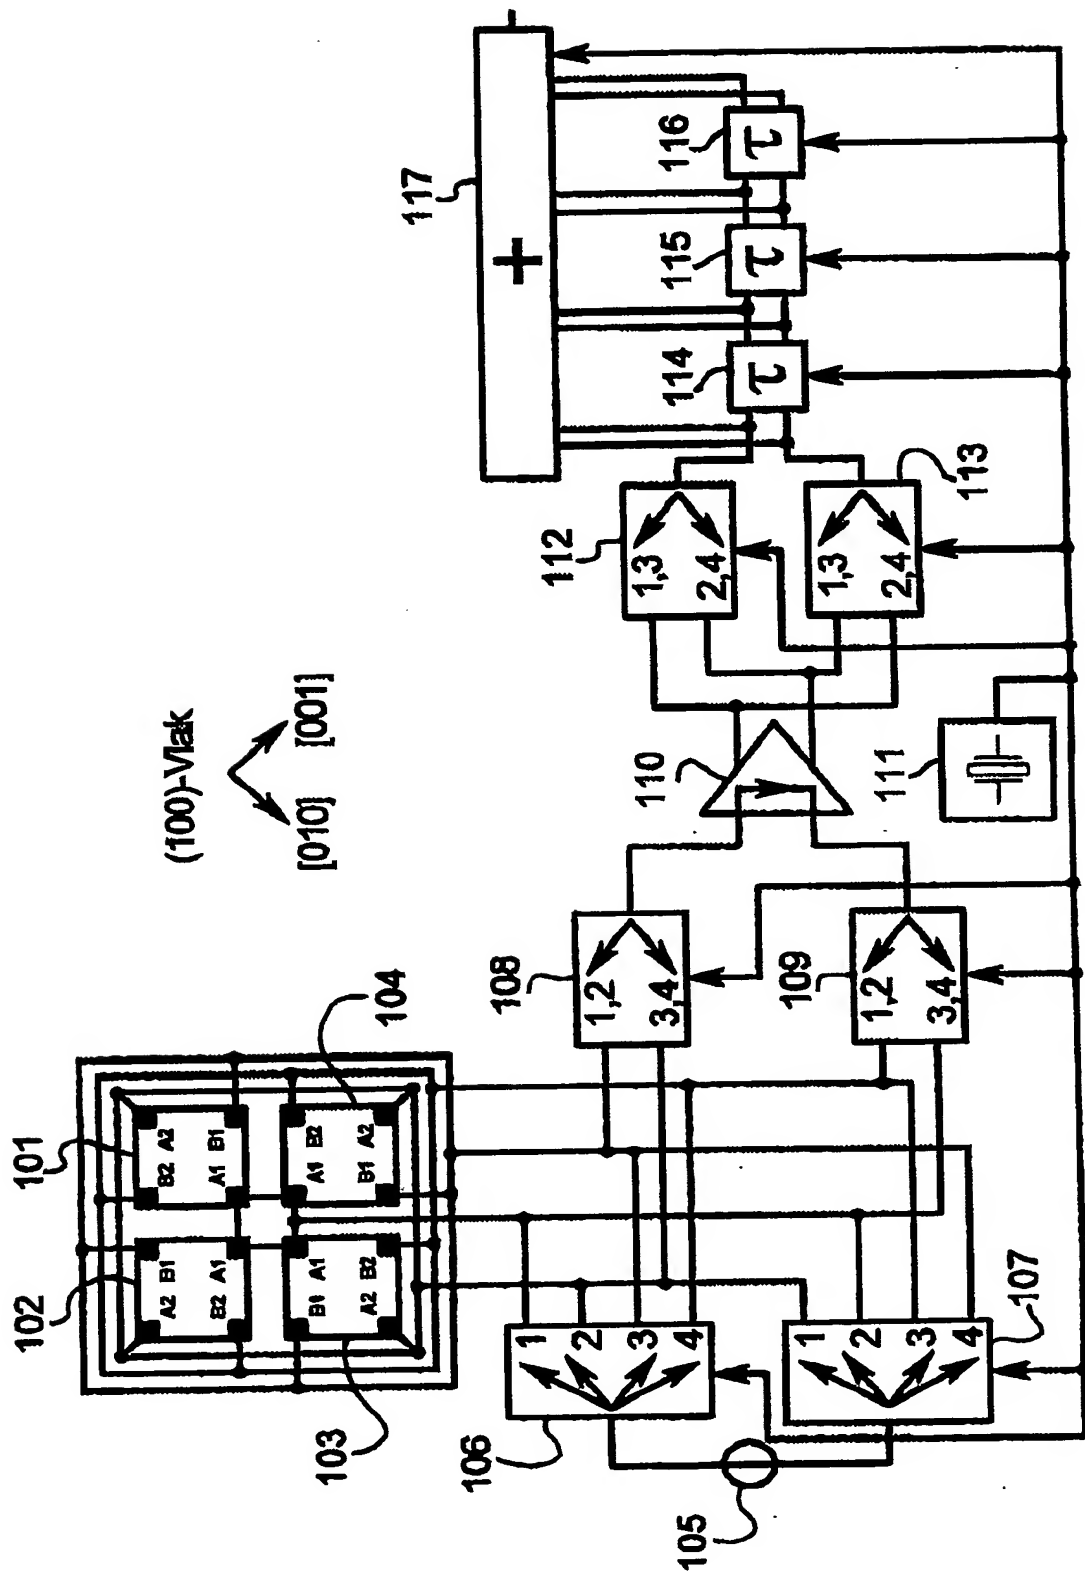 101
102
103
104
A2
B1
B2
A1
B1
A1
A2
B2
B2
A2
A1
B1
A1
B2
B1
A2
(100)-Vlak
[010]
[001]
105
106
1
2
3
4
107
1
2
3
4
108
1,2
3,4
109
1,2
3,4
110
111
112
1,3
2,4
113
1,3
2,4
114
τ
115
τ
116
τ
117
+